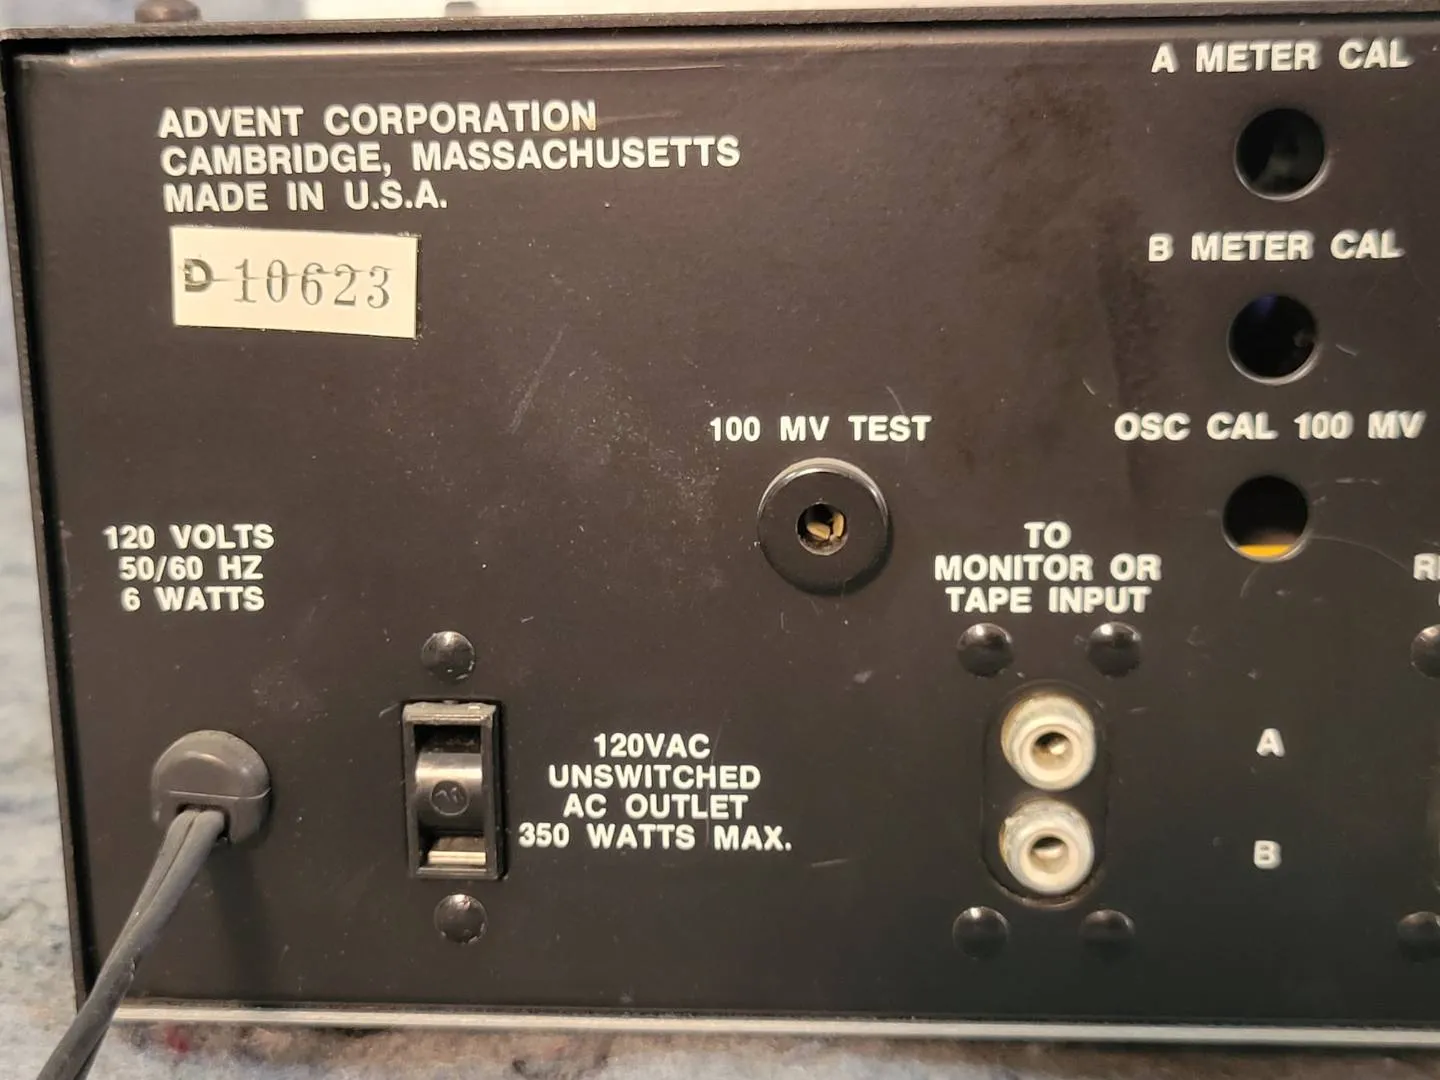 ADVENT CORPORATION
CAMBRIDGE, MASSACHUSETTS
MADE IN U.S.A.
D 10623
120 VOLTS
50/60 HZ
6 WATTS
120VAC
UNSWITCHED
AC OUTLET
350 WATTS MAX.
100 MV TEST
TO
MONITOR OR
TAPE INPUT
A
B
A METER CAL
B METER CAL
OSC CAL 100 MV